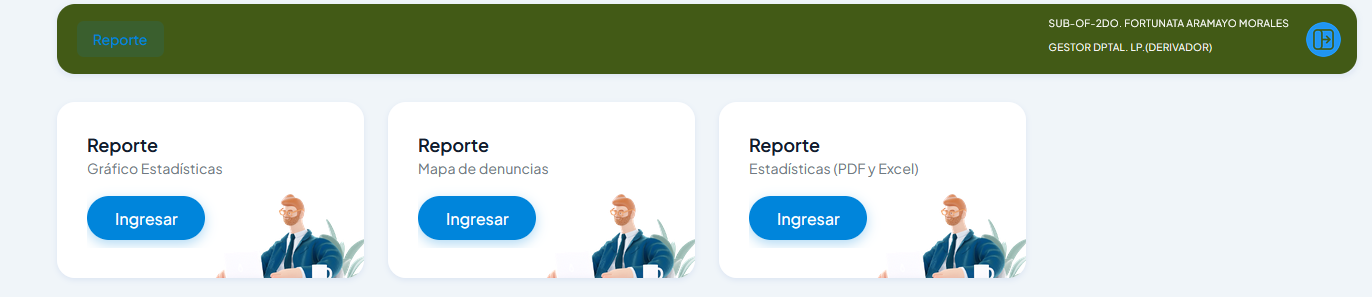 Reporte
SUB-OF-2DO. FORTUNATA ARAMAYO MORALES
GESTOR DPTAL. LP.(DERIVADOR)
Reporte
Gráfico Estadísticas
Ingresar
Reporte
Mapa de denuncias
Ingresar
Reporte
Estadísticas (PDF y Excel)
Ingresar